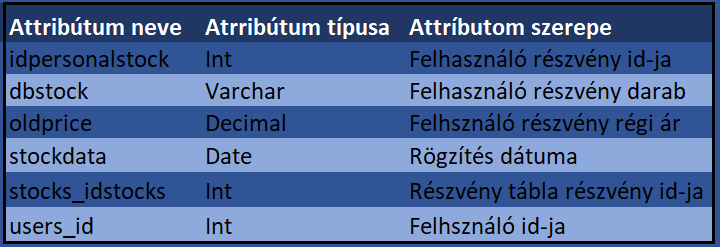 Attribútum neve Atrribútum típusa Attríbutom szerepe
idpersonalstock Int Felhasználó részvény id-ja
dbstock Varchar Felhasználó részvény darab
oldprice Decimal Felhsználó részvény régi ár
stockdata Date Rögzítés dátuma
stocks_idstocks Int Részvény tábla részvény id-ja
users_id Int Felhsználó id-ja